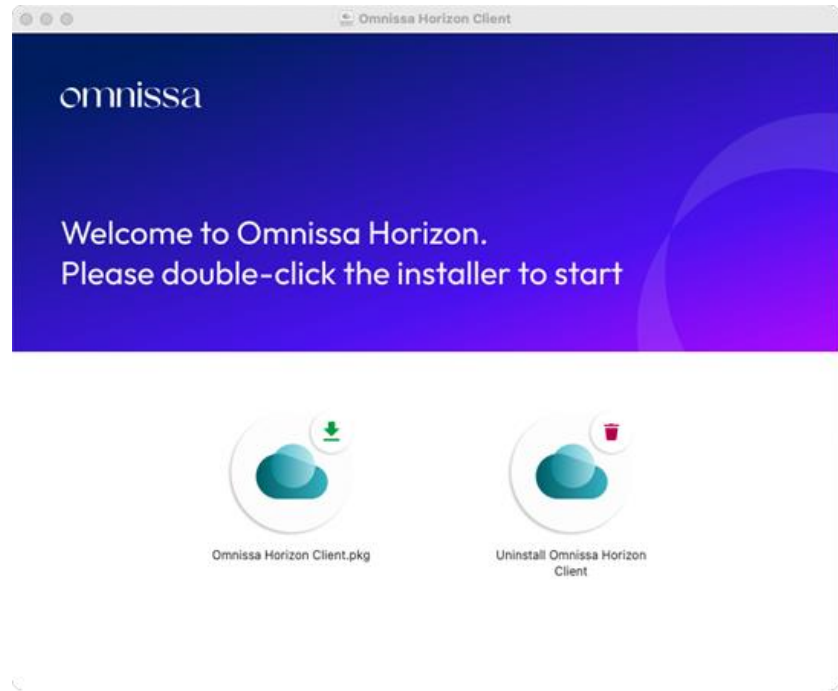 Omnissa Horizon Client
omnissa
Welcome to Omnissa Horizon.
Please double-click the installer to start
Omnissa Horizon Client.pkg
Uninstall Omnissa Horizon
Client